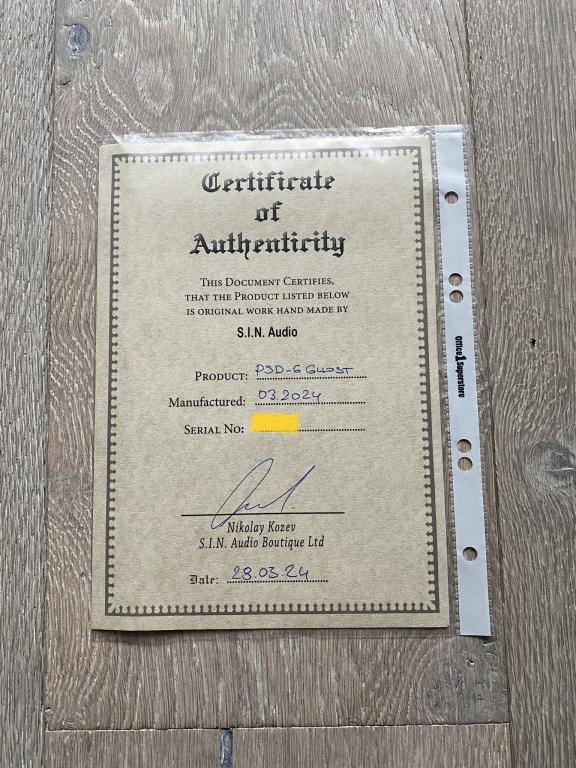 Certificate
of
Authenticity
This Document Certifies,
that the Product listed below
is original work hand made by
S.I.N. Audio
Product: PSD-6 Ghost
Manufactured: 03.2024
Serial No:
Nikolay Kozev
S.I.N. Audio Boutique Ltd
Date: 28.03.24
Office 1 Superstore